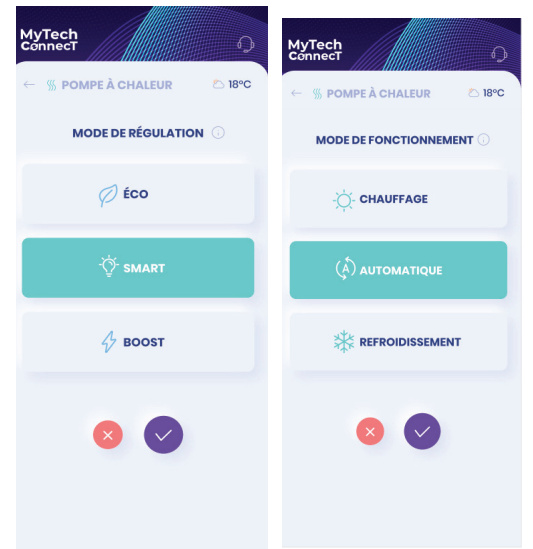 MyTech
ConnecT
← POMPE À CHALEUR 18°C
MODE DE RÉGULATION i
ÉCO
SMART
BOOST
MyTech
ConnecT
← POMPE À CHALEUR 18°C
MODE DE FONCTIONNEMENT i
CHAUFFAGE
A AUTOMATIQUE
REFROIDISSEMENT